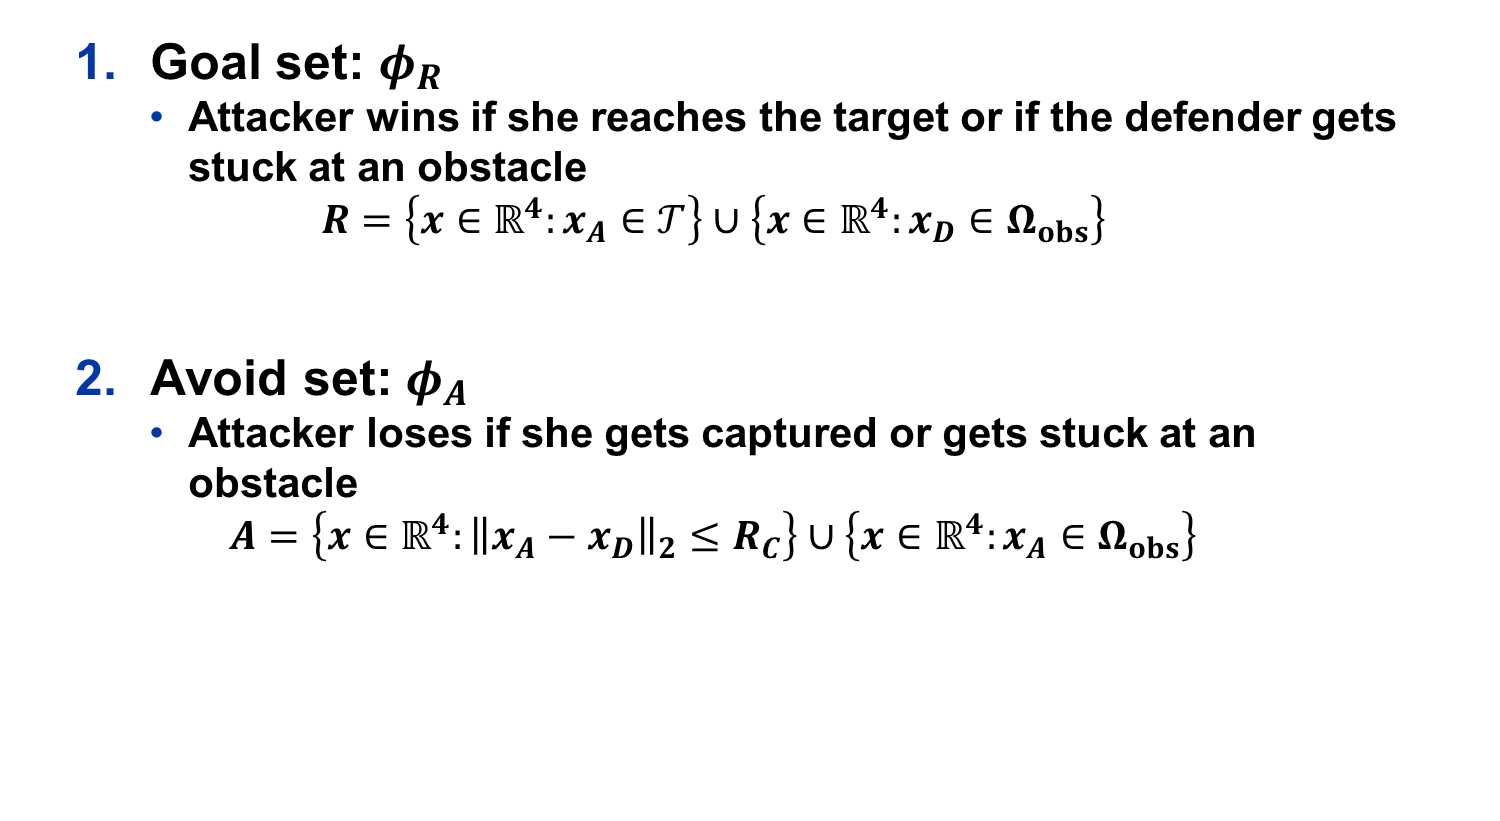 1. Goal set: 𝝓_R
• Attacker wins if she reaches the target or if the defender gets
stuck at an obstacle
R = {x ∈ ℝ⁴: x_A ∈ 𝒯} ∪ {x ∈ ℝ⁴: x_D ∈ Ω_obs}
2. Avoid set: 𝝓_A
• Attacker loses if she gets captured or gets stuck at an
obstacle
A = {x ∈ ℝ⁴: ‖x_A − x_D‖₂ ≤ R_C} ∪ {x ∈ ℝ⁴: x_A ∈ Ω_obs}